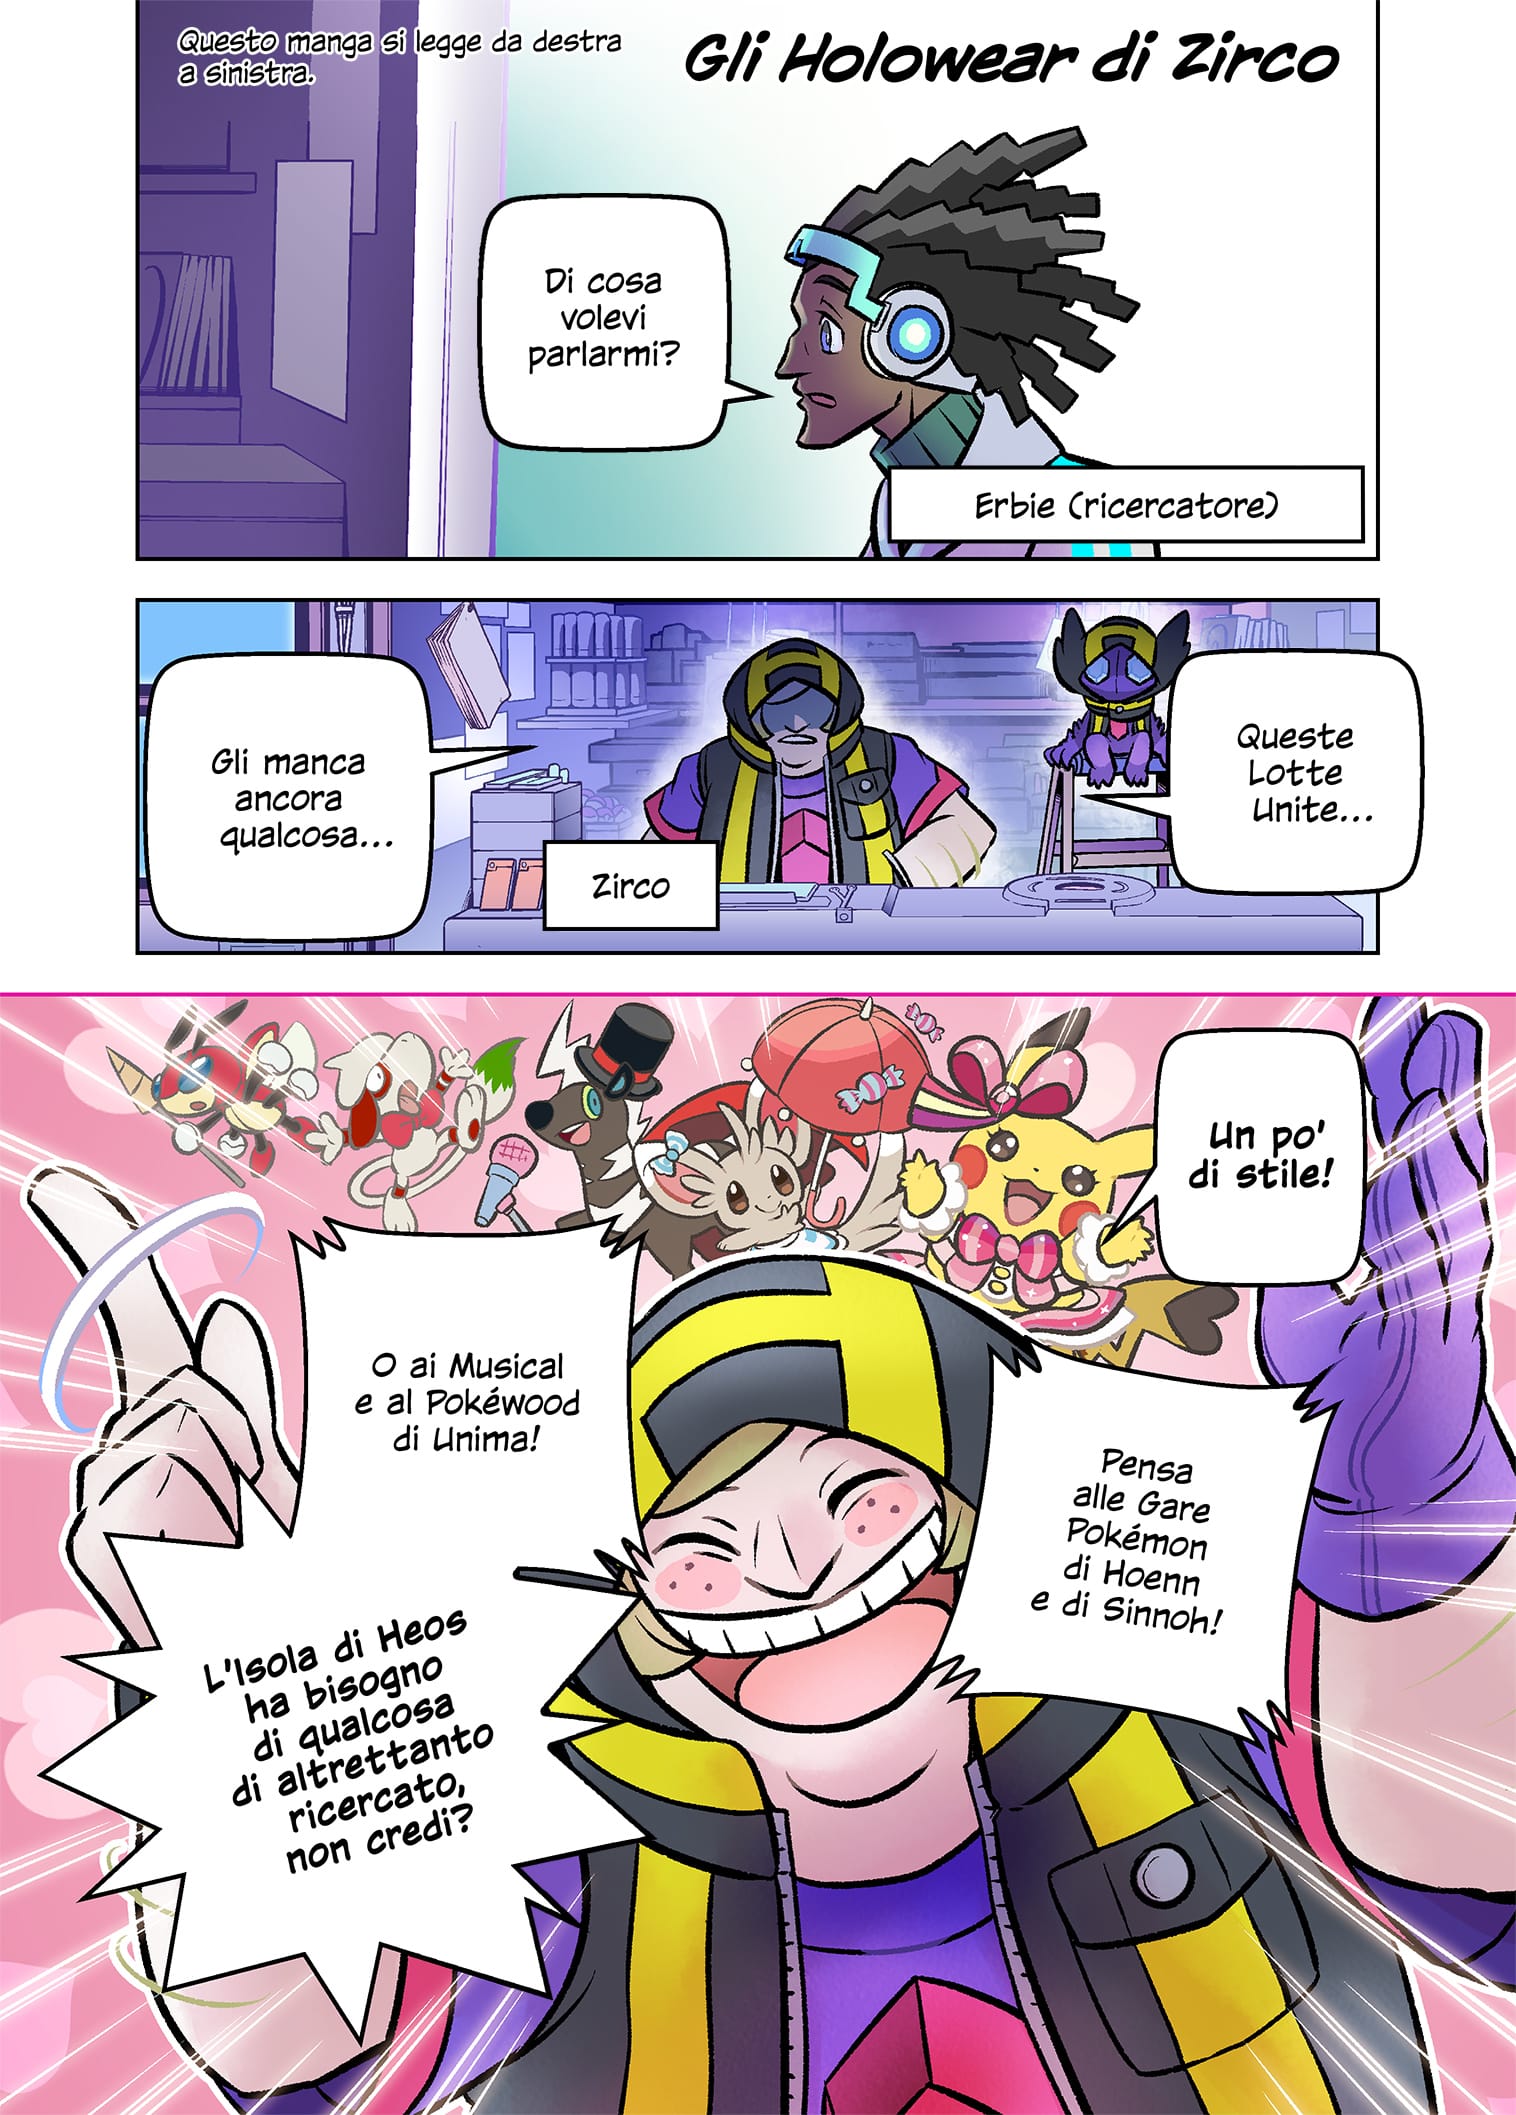 Questo manga si legge da destra
a sinistra.
Gli Holowear di Zirco
Di cosa
volevi
parlarmi?
Erbie (ricercatore)
Queste
Lotte
Unite...
Gli manca
ancora
qualcosa...
Zirco
Un po'
di stile!
Pensa
alle Gare
Pokémon
di Hoenn
e di Sinnoh!
O ai Musical
e al Pokéwood
di Unima!
L'Isola di Heos
ha bisogno
di qualcosa
di altrettanto
ricercato,
non credi?